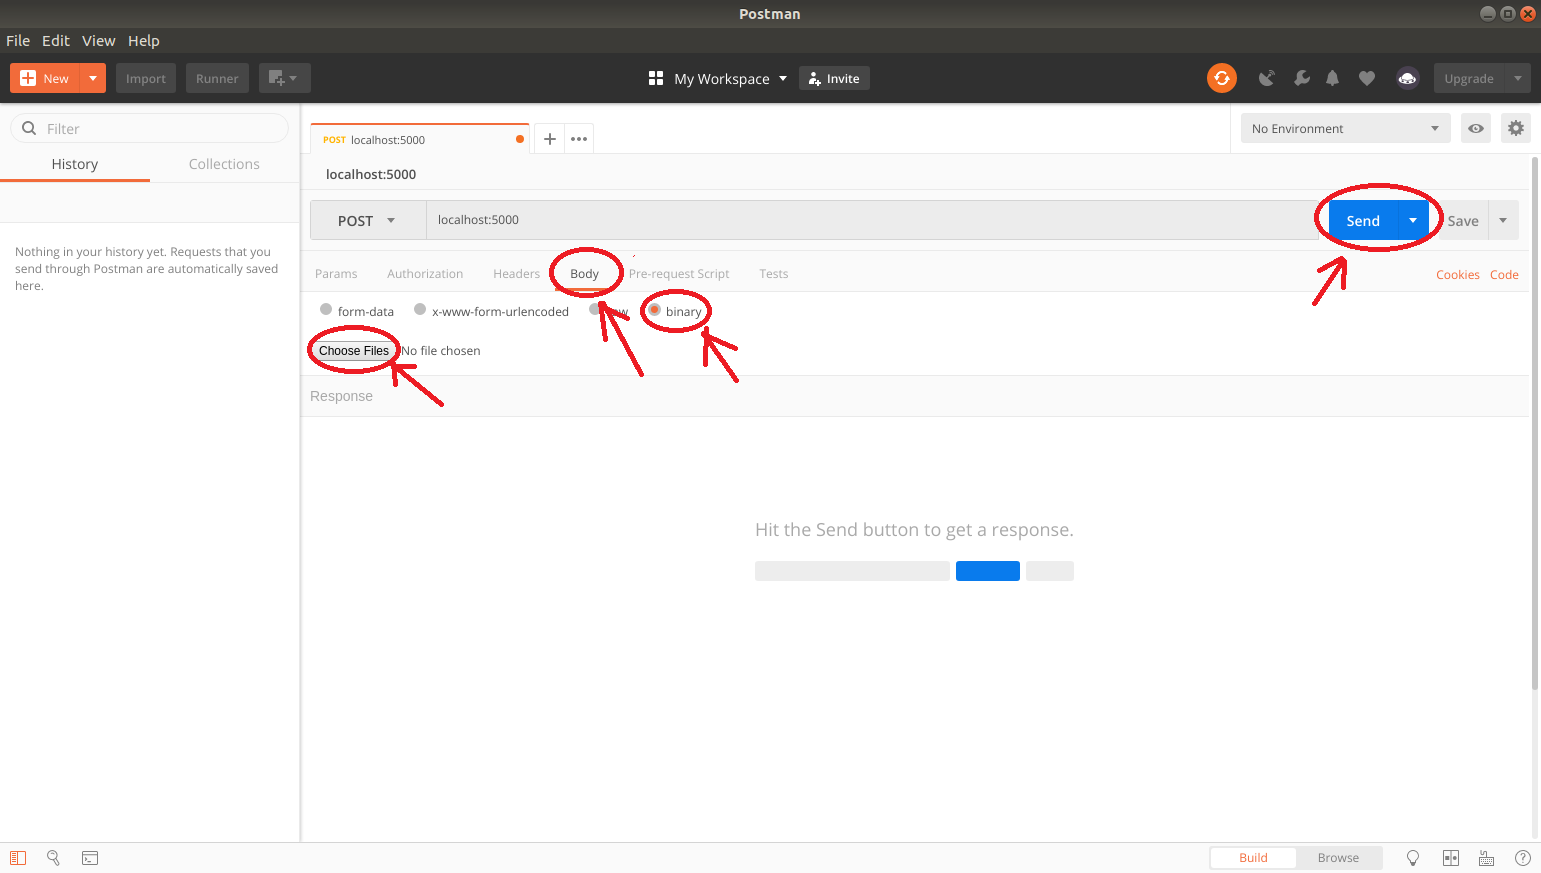 Postman
File Edit View Help
New Import Runner My Workspace Invite Upgrade
Filter
History Collections
Nothing in your history yet. Requests that you
send through Postman are automatically saved
here.
POST localhost:5000
No Environment
localhost:5000
POST localhost:5000 Send Save
Params Authorization Headers Body Pre-request Script Tests Cookies Code
form-data x-www-form-urlencoded binary
Choose Files No file chosen
Response
Hit the Send button to get a response.
Build Browse